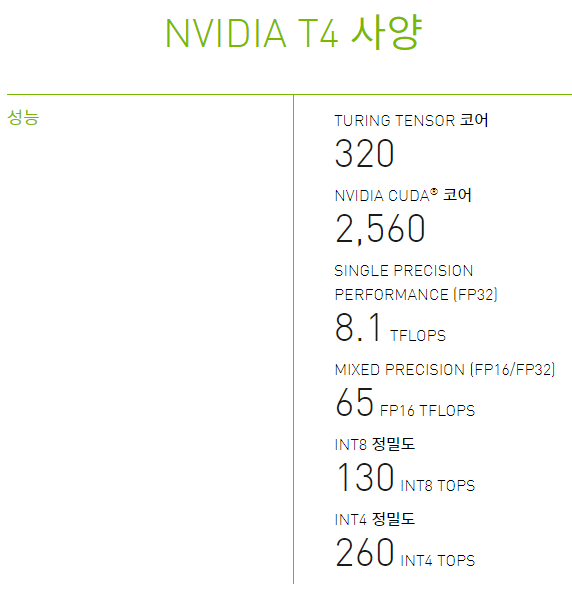 NVIDIA T4 사양
성능
TURING TENSOR 코어
320
NVIDIA CUDA® 코어
2,560
SINGLE PRECISION
PERFORMANCE (FP32)
8.1 TFLOPS
MIXED PRECISION (FP16/FP32)
65 FP16 TFLOPS
INT8 정밀도
130 INT8 TOPS
INT4 정밀도
260 INT4 TOPS